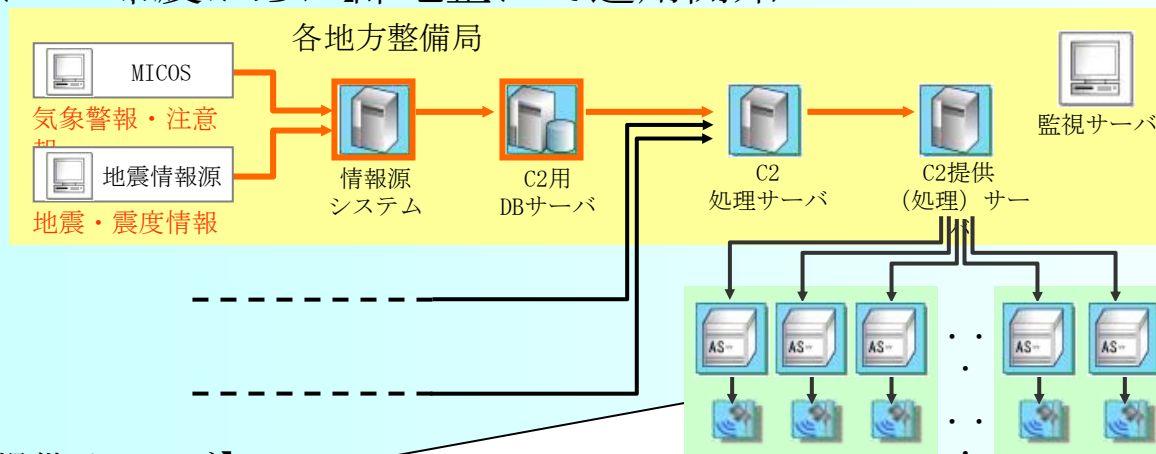 各地方整備局
MICOS
気象警報・注意
報
地震情報源
地震・震度情報
情報源
システム
C2用
DBサーバ
C2
処理サーバ
C2提供
(処理)サー
バ
監視サーバ
AS
AS
AS
AS
AS